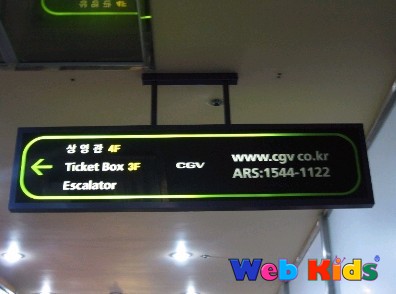 상영관 4F
Ticket Box 3F
Escalator
CGV
www.cgv.co.kr
ARS:1544-1122
Web Kids